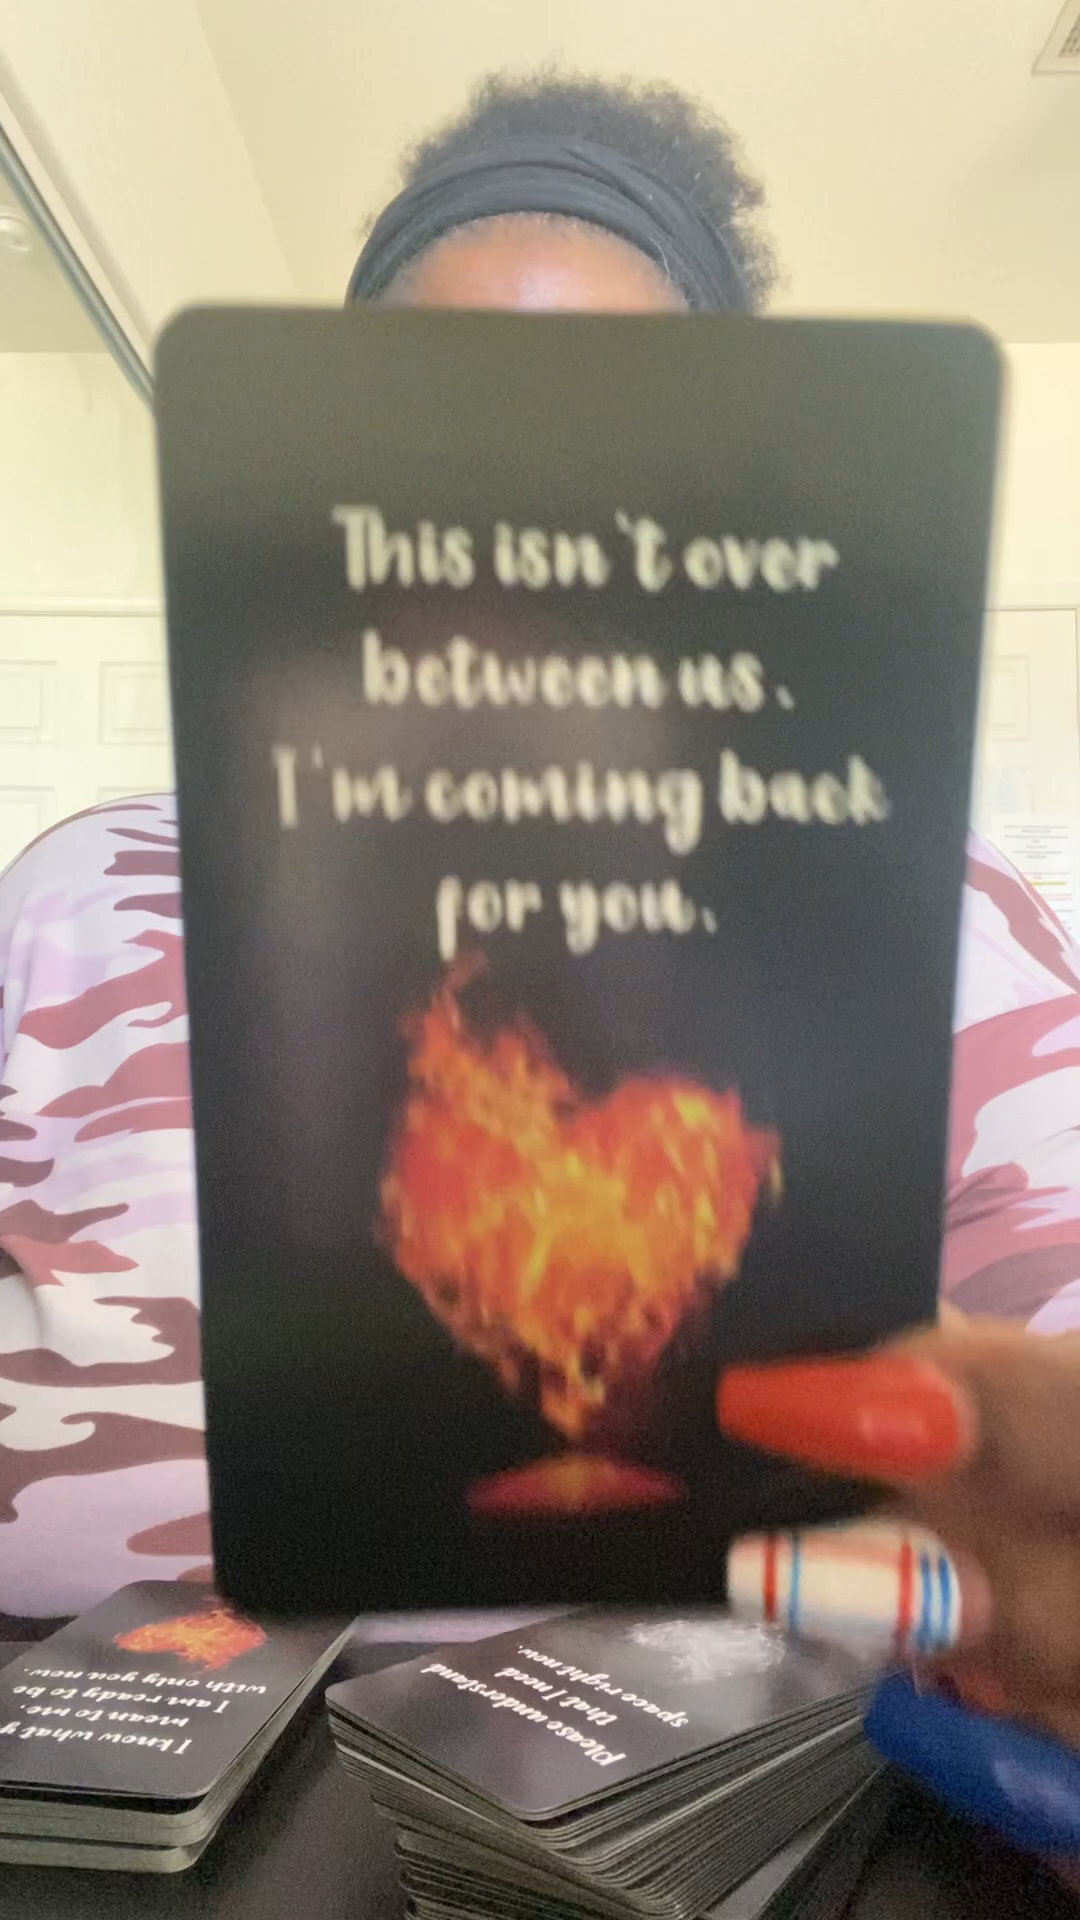 This isn't over
between us.
I'm coming back
for you.
I know what y
mean to me.
I am ready to be
with only you now.
Please understand
that I need
space right now.